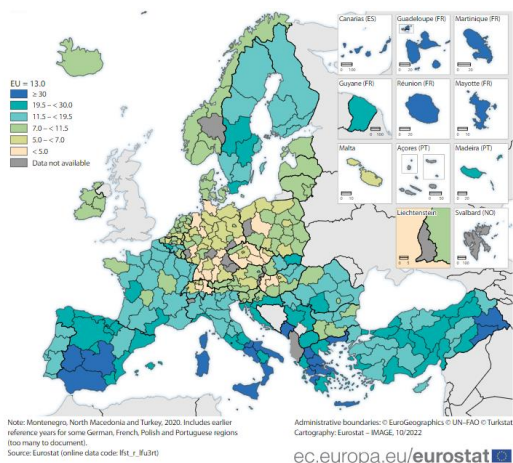 Canarias (ES)
Guadeloupe (FR)
Martinique (FR)
EU = 13.0
≥ 30
19.5 – < 30.0
11.5 – < 19.5
7.0 – < 11.5
5.0 – < 7.0
< 5.0
Data not available
Guyane (FR)
Réunion (FR)
Mayotte (FR)
Malta
Açores (PT)
Madeira (PT)
Liechtenstein
Svalbard (NO)
Note: Montenegro, North Macedonia and Turkey, 2020. Includes earlier
reference years for some German, French, Polish and Portuguese regions
(too many to document).
Source: Eurostat (online data code: lfst_r_lfu3rt)
Administrative boundaries: © EuroGeographics © UN–FAO © Turkstat
Cartography: Eurostat – IMAGE, 10/2022
ec.europa.eu/eurostat